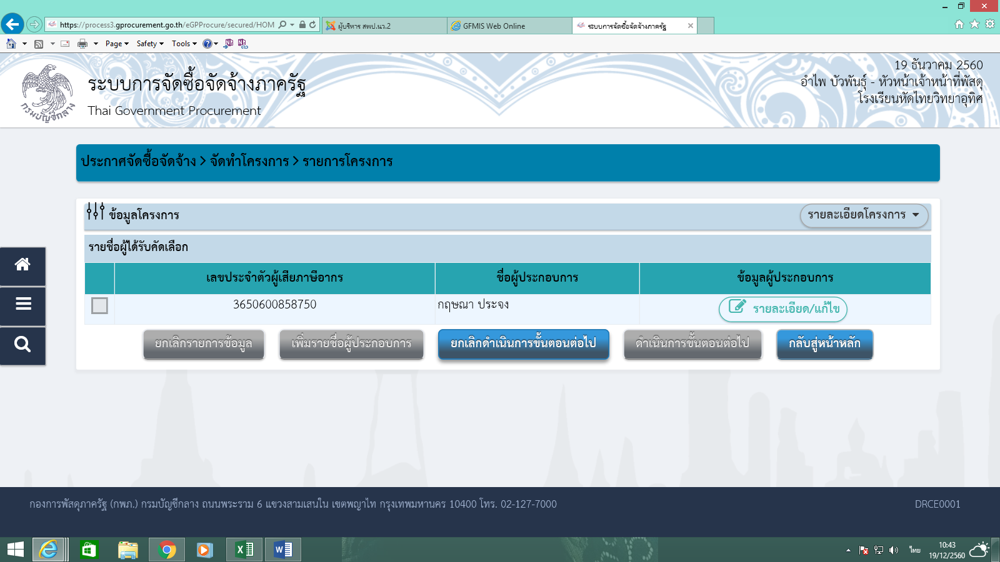 https://process3.gprocurement.go.th/eGPProcure/secured/HOM
ผู้บริหาร สพป.นว.2
GFMIS Web Online
ระบบการจัดซื้อจัดจ้างภาครัฐ
Page
Safety
Tools
กรมบัญชีกลาง
ระบบการจัดซื้อจัดจ้างภาครัฐ
Thai Government Procurement
19 ธันวาคม 2560
อำไพ บัวพันธุ์ - หัวหน้าเจ้าหน้าที่พัสดุ
โรงเรียนหัดไทยวิทยาอุทิศ
ประกาศจัดซื้อจัดจ้าง > จัดทำโครงการ > รายการโครงการ
ข้อมูลโครงการ
รายละเอียดโครงการ
รายชื่อผู้ได้รับคัดเลือก
เลขประจำตัวผู้เสียภาษีอากร
ชื่อผู้ประกอบการ
ข้อมูลผู้ประกอบการ
3650600858750
กฤษณา ประจง
รายละเอียด/แก้ไข
ยกเลิกรายการข้อมูล
เพิ่มรายชื่อผู้ประกอบการ
ยกเลิกดำเนินการขั้นตอนต่อไป
ดำเนินการขั้นตอนต่อไป
กลับสู่หน้าหลัก
กองการพัสดุภาครัฐ (กพภ.) กรมบัญชีกลาง ถนนพระราม 6 แขวงสามเสนใน เขตพญาไท กรุงเทพมหานคร 10400 โทร. 02-127-7000
DRCE0001
ไทย
10:43
19/12/2560